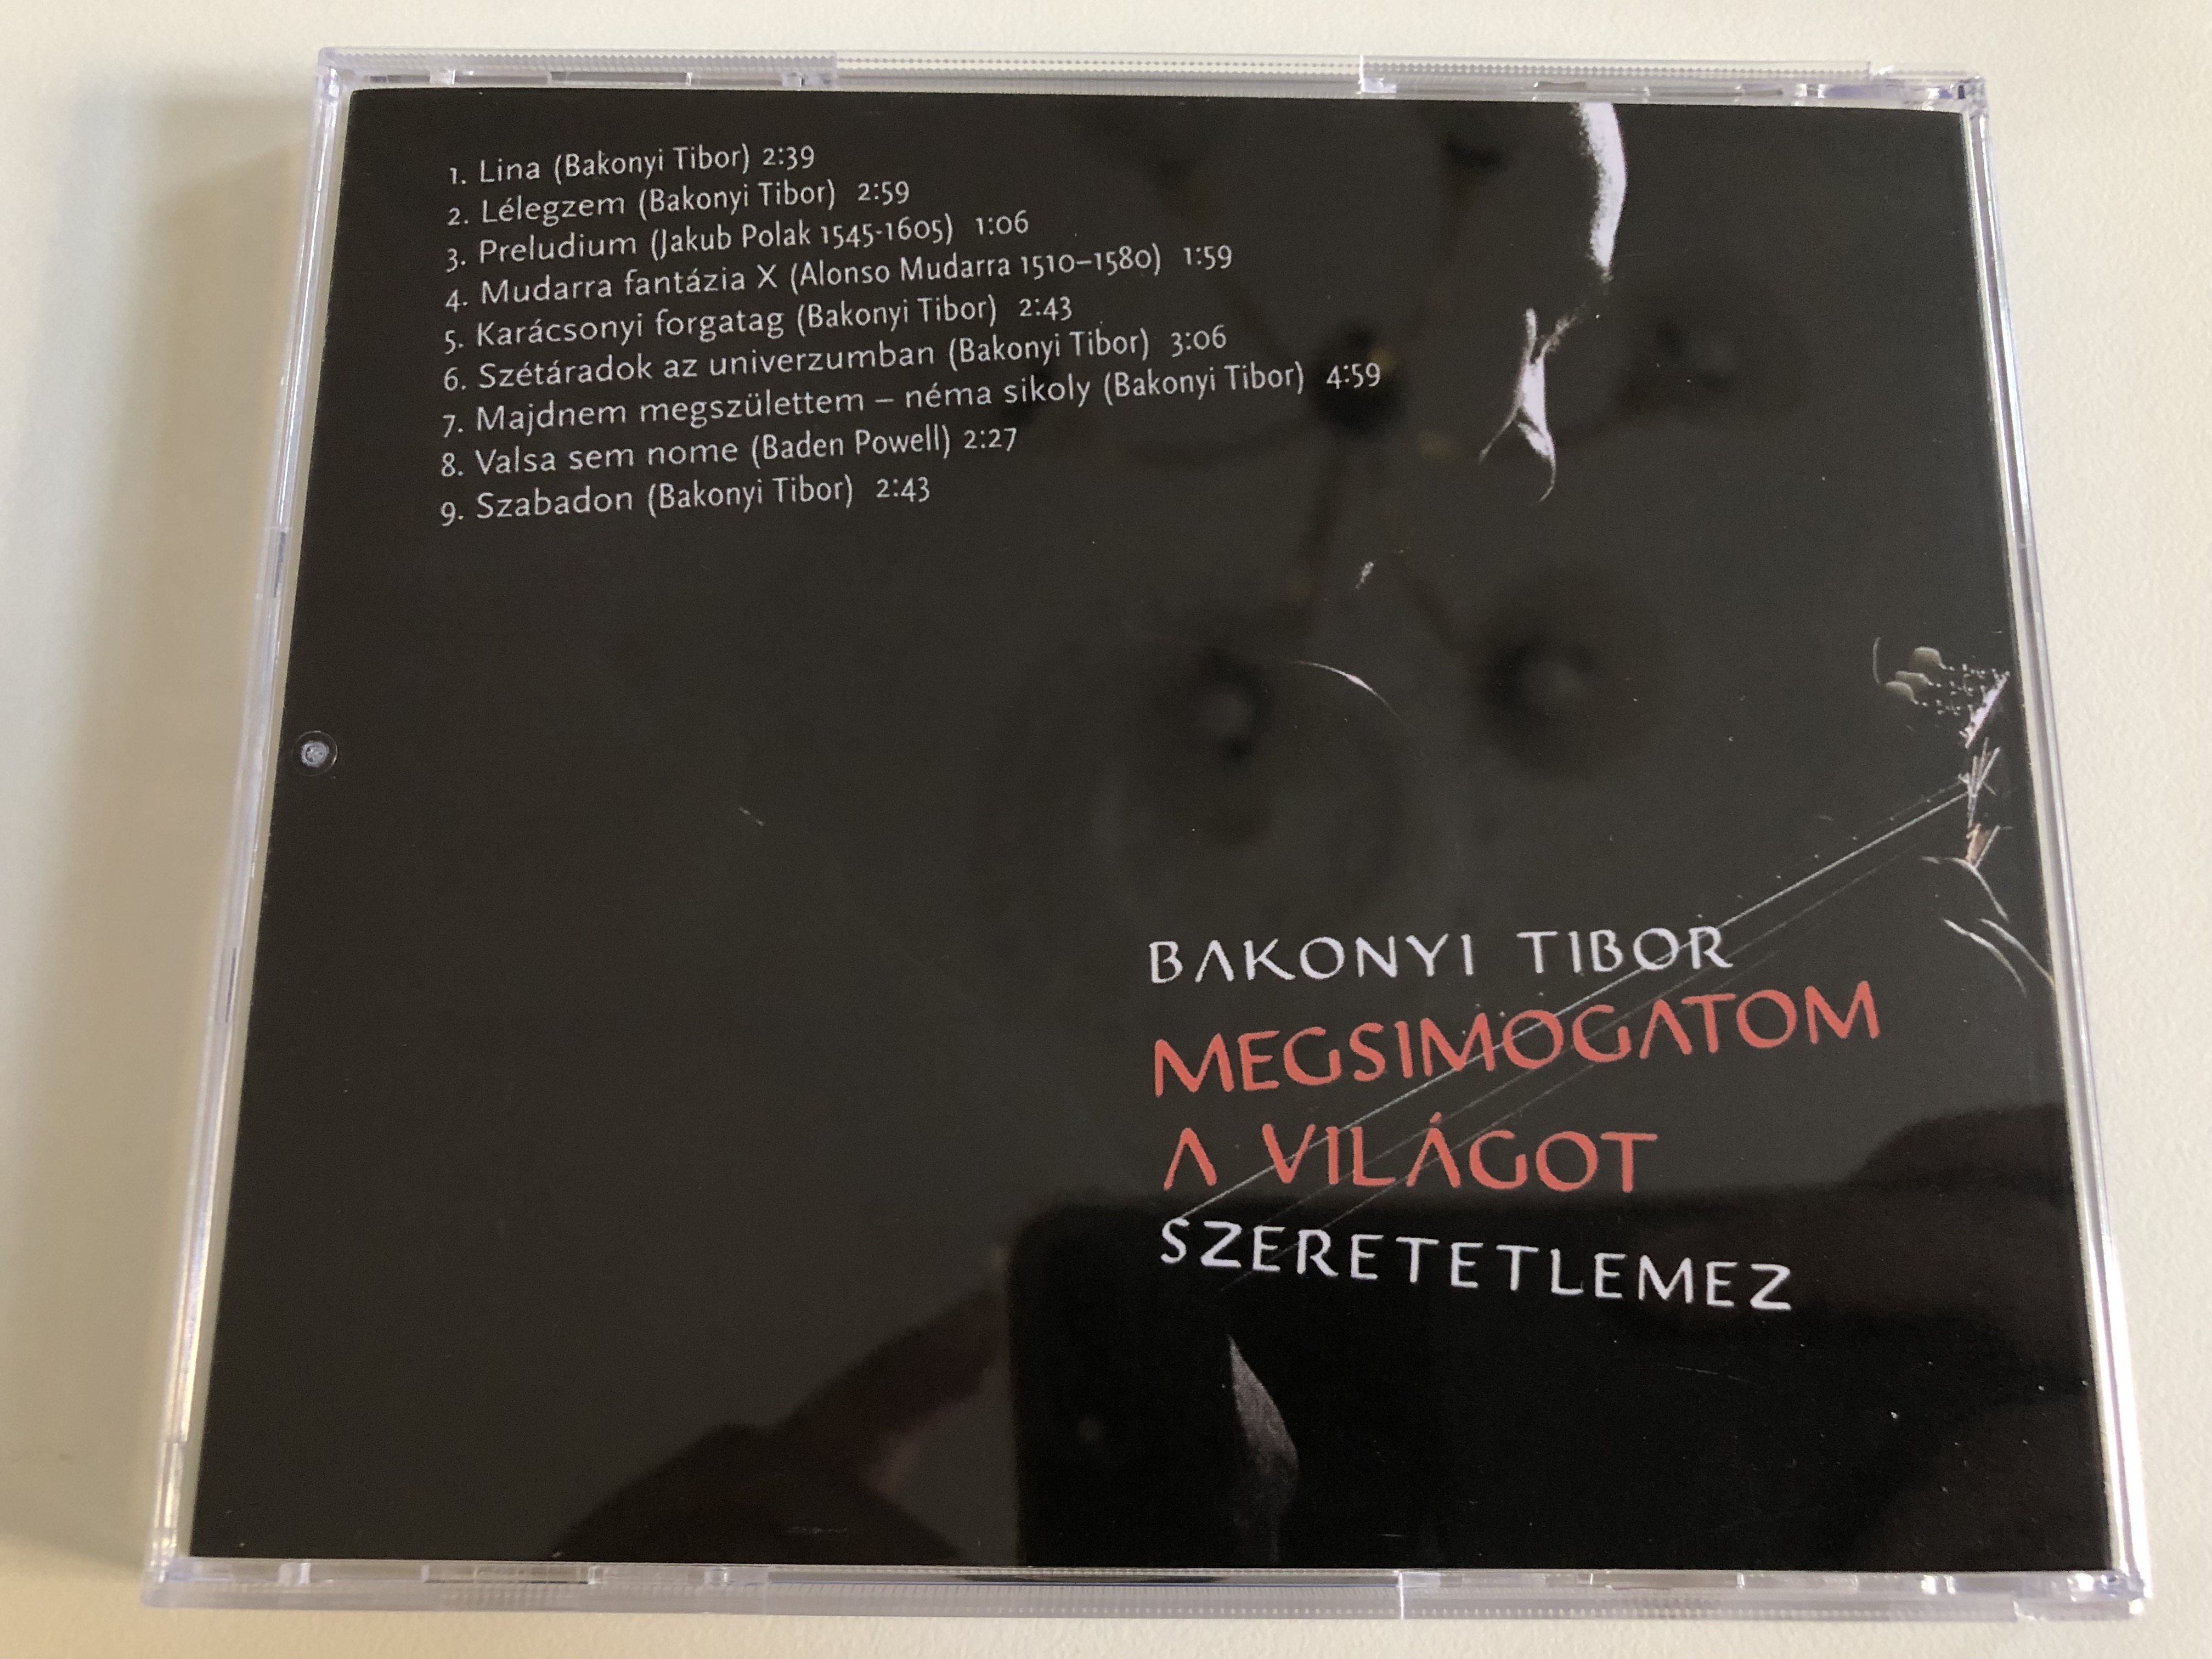 1. Lina (Bakonyi Tibor) 2:39
2. Lélegzem (Bakonyi Tibor) 2:59
3. Preludium (Jakub Polak 1545-1605) 1:06
4. Mudarra fantázia X (Alonso Mudarra 1510–1580) 1:59
5. Karácsonyi forgatag (Bakonyi Tibor) 2:43
6. Szétáradok az univerzumban (Bakonyi Tibor) 3:06
7. Majdnem megszülettem – néma sikoly (Bakonyi Tibor) 4:59
8. Valsa sem nome (Baden Powell) 2:27
9. Szabadon (Bakonyi Tibor) 2:43
BAKONYI TIBOR
MEGSIMOGATOM
A VILÁGOT
SZERETETLEMEZ